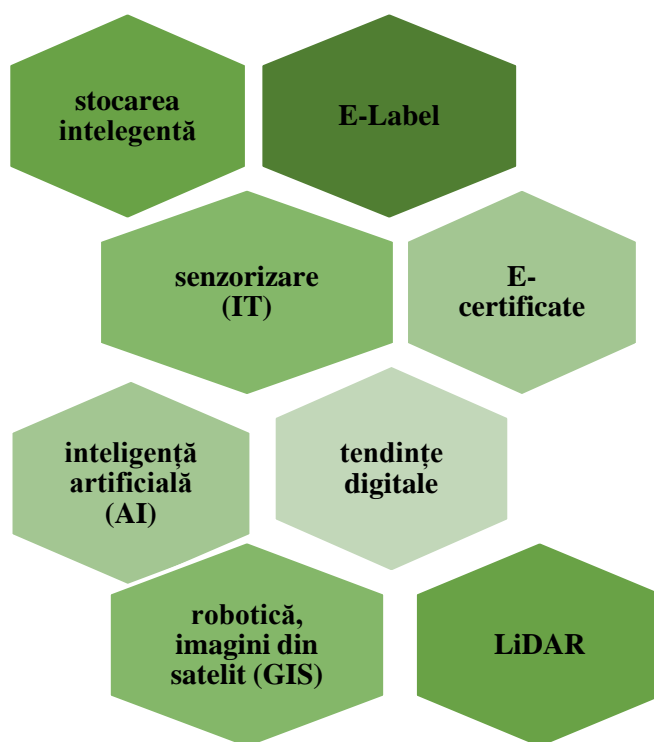 stocarea
intelegentă
E-Label
senzorizare
(IT)
E-
certificate
inteligență
artificială
(AI)
tendințe
digitale
robotică,
imagini din
satelit (GIS)
LiDAR